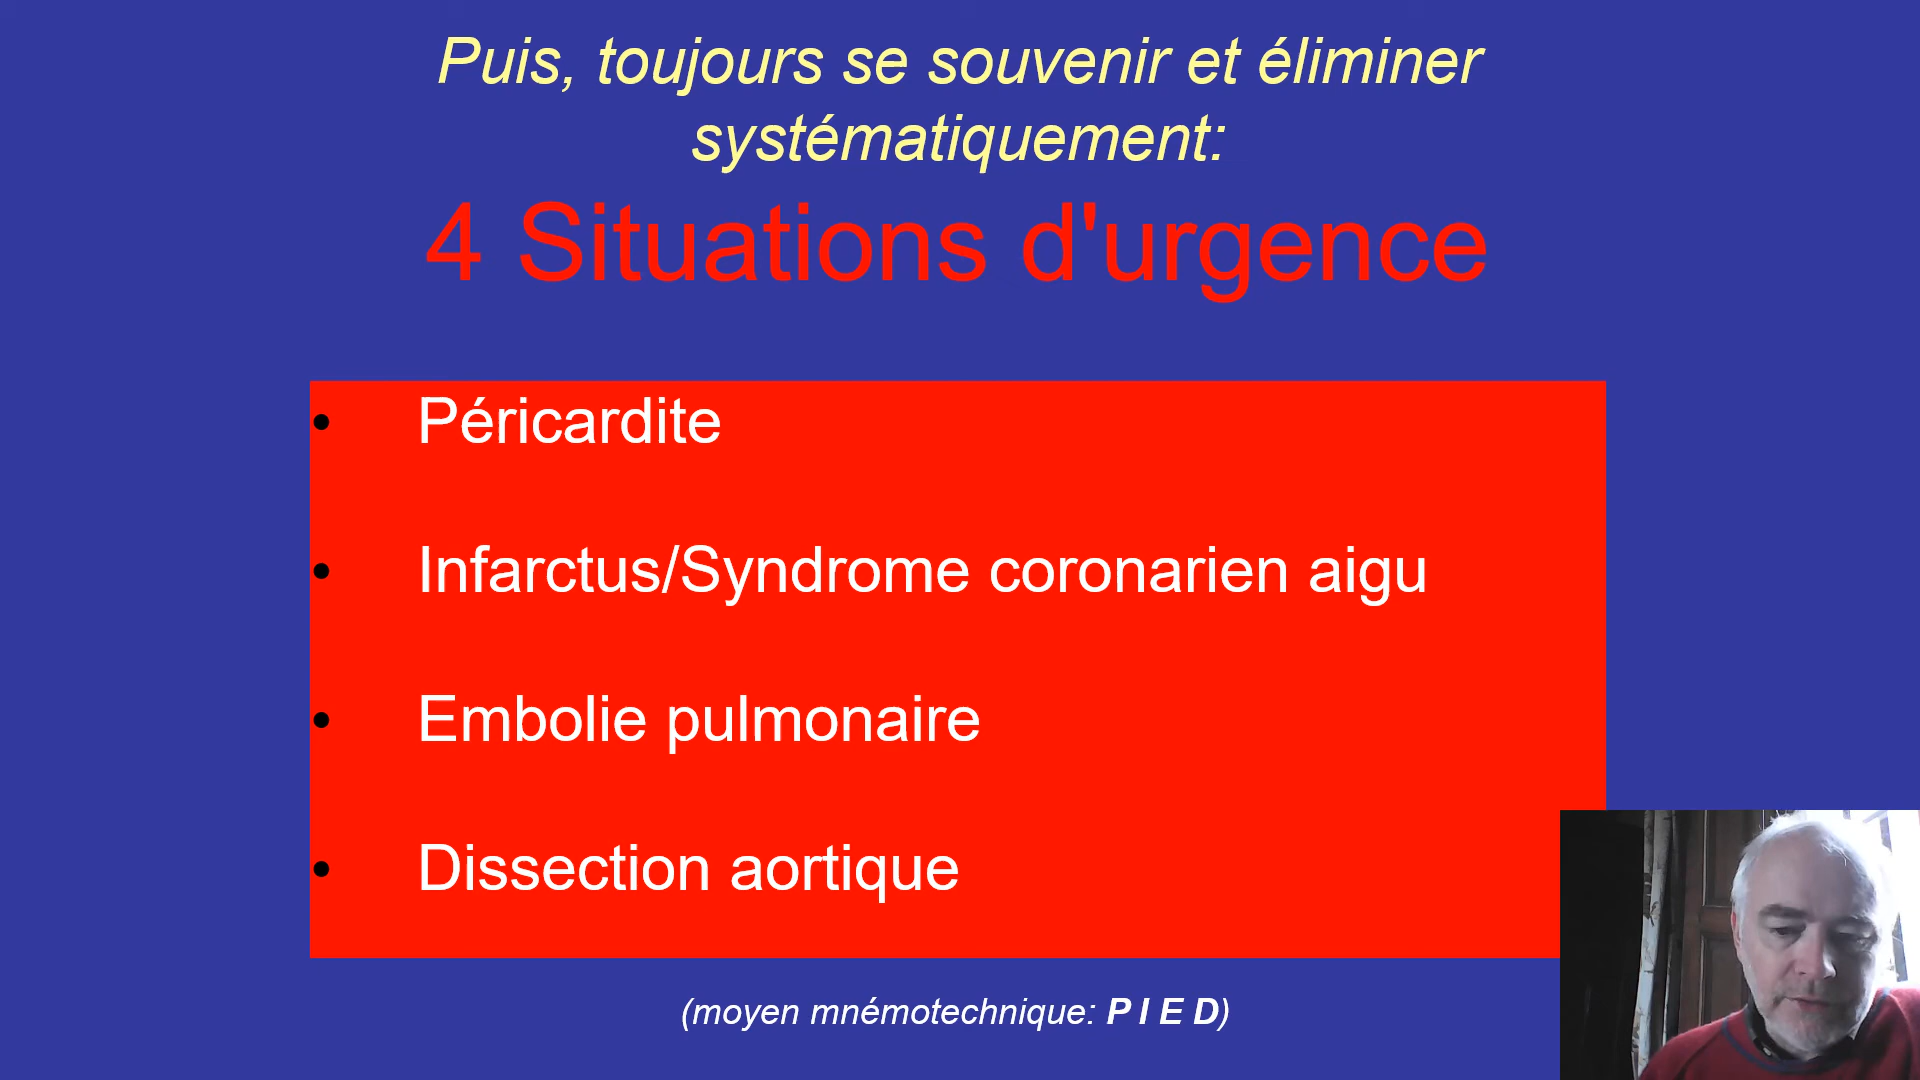 Puis, toujours se souvenir et éliminer
systématiquement:
4 Situations d'urgence
• Péricardite
• Infarctus/Syndrome coronarien aigu
• Embolie pulmonaire
• Dissection aortique
(moyen mnémotechnique: P I E D)